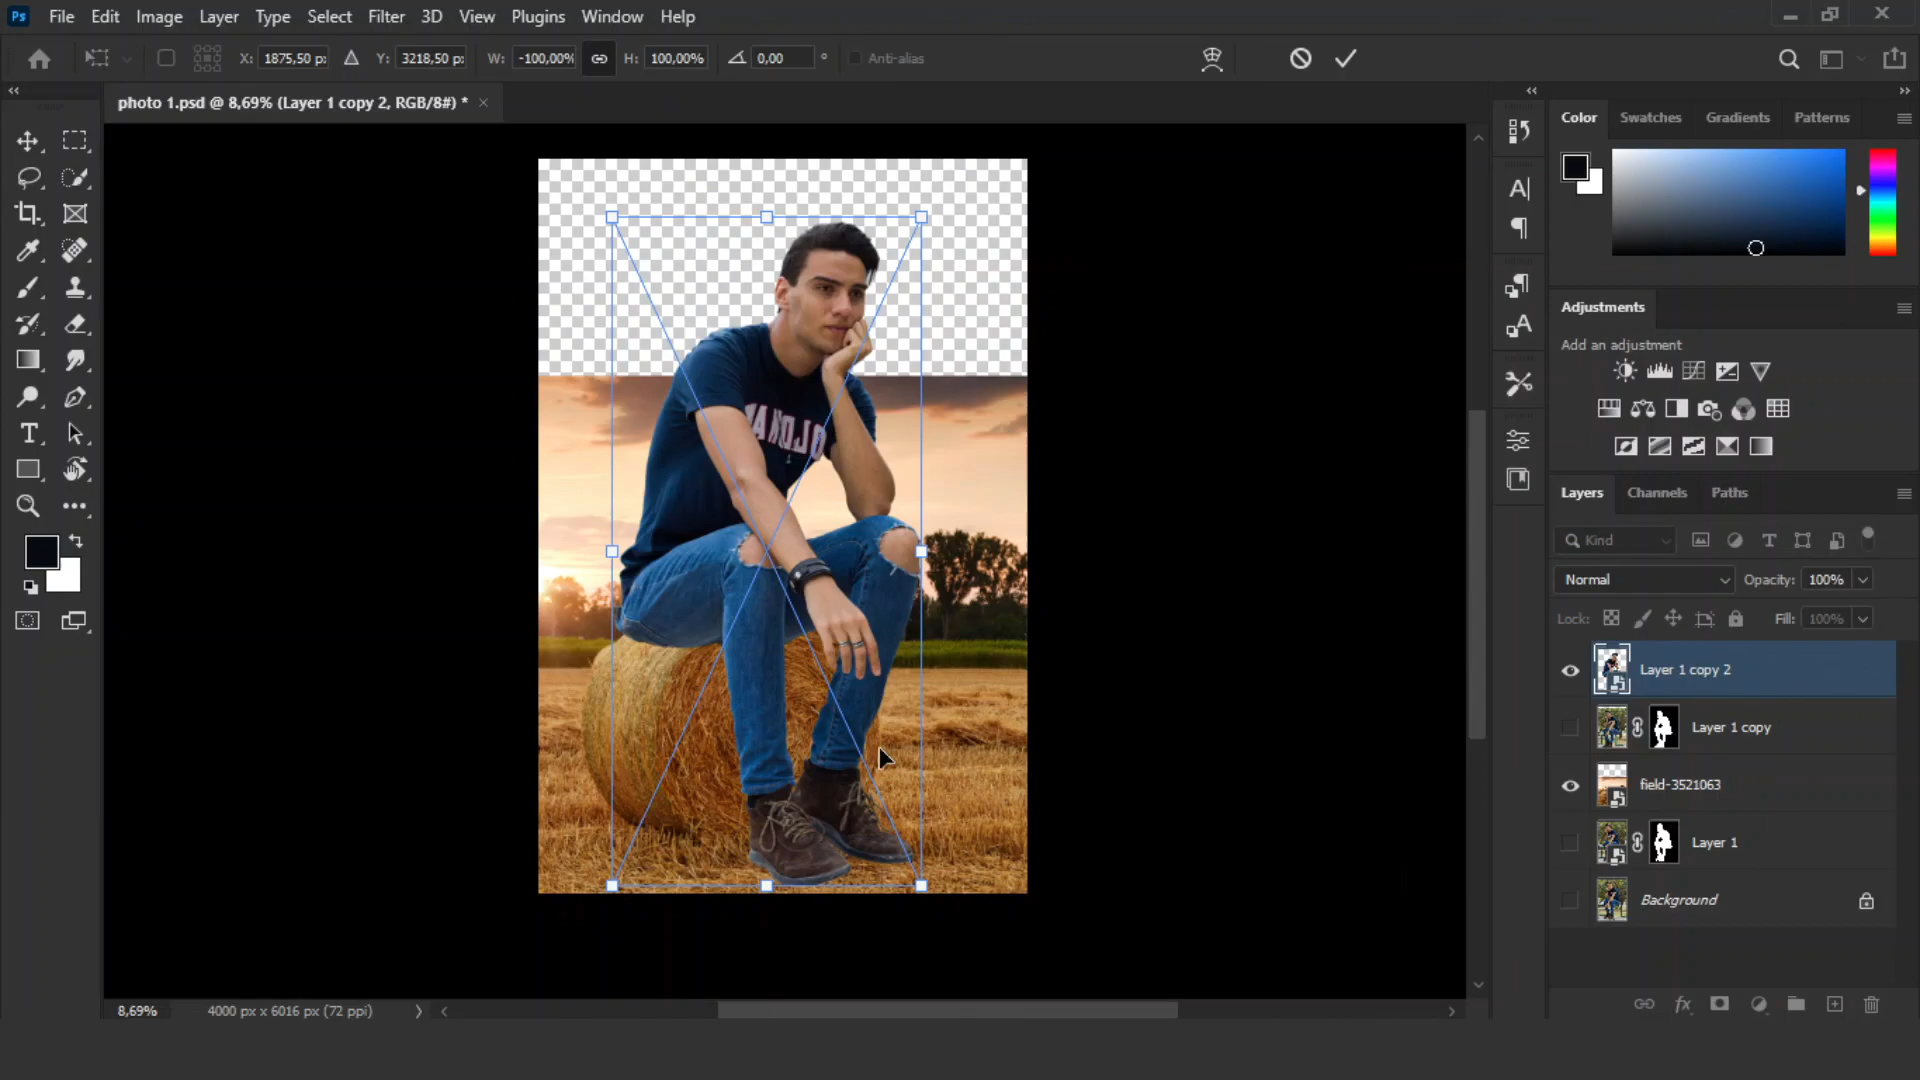 Ps File Edit Image Layer Type Select Filter 3D View Plugins Window Help
X: 1875,50 p Y: 3218,50 p W: -100,00% H: 100,00% 0,00 ° Anti-alias
photo 1.psd @ 8,69% (Layer 1 copy 2, RGB/8#) *
Color Swatches Gradients Patterns
Adjustments
Add an adjustment
Layers Channels Paths
Kind
Normal Opacity: 100%
Lock: Fill: 100%
Layer 1 copy 2
Layer 1 copy
field-3521063
Layer 1
Background
8,69% 4000 px x 6016 px (72 ppi)